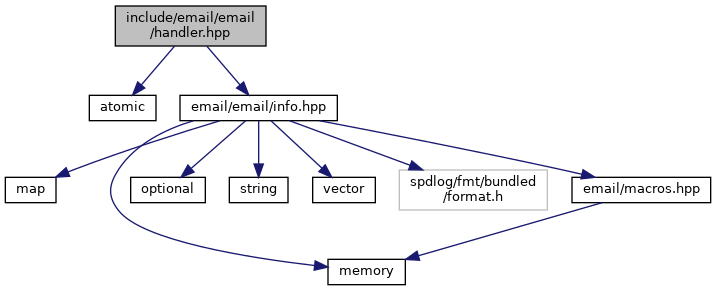 include/email/email
/handler.hpp
atomic
email/email/info.hpp
map
optional
string
vector
spdlog/fmt/bundled
/format.h
email/macros.hpp
memory